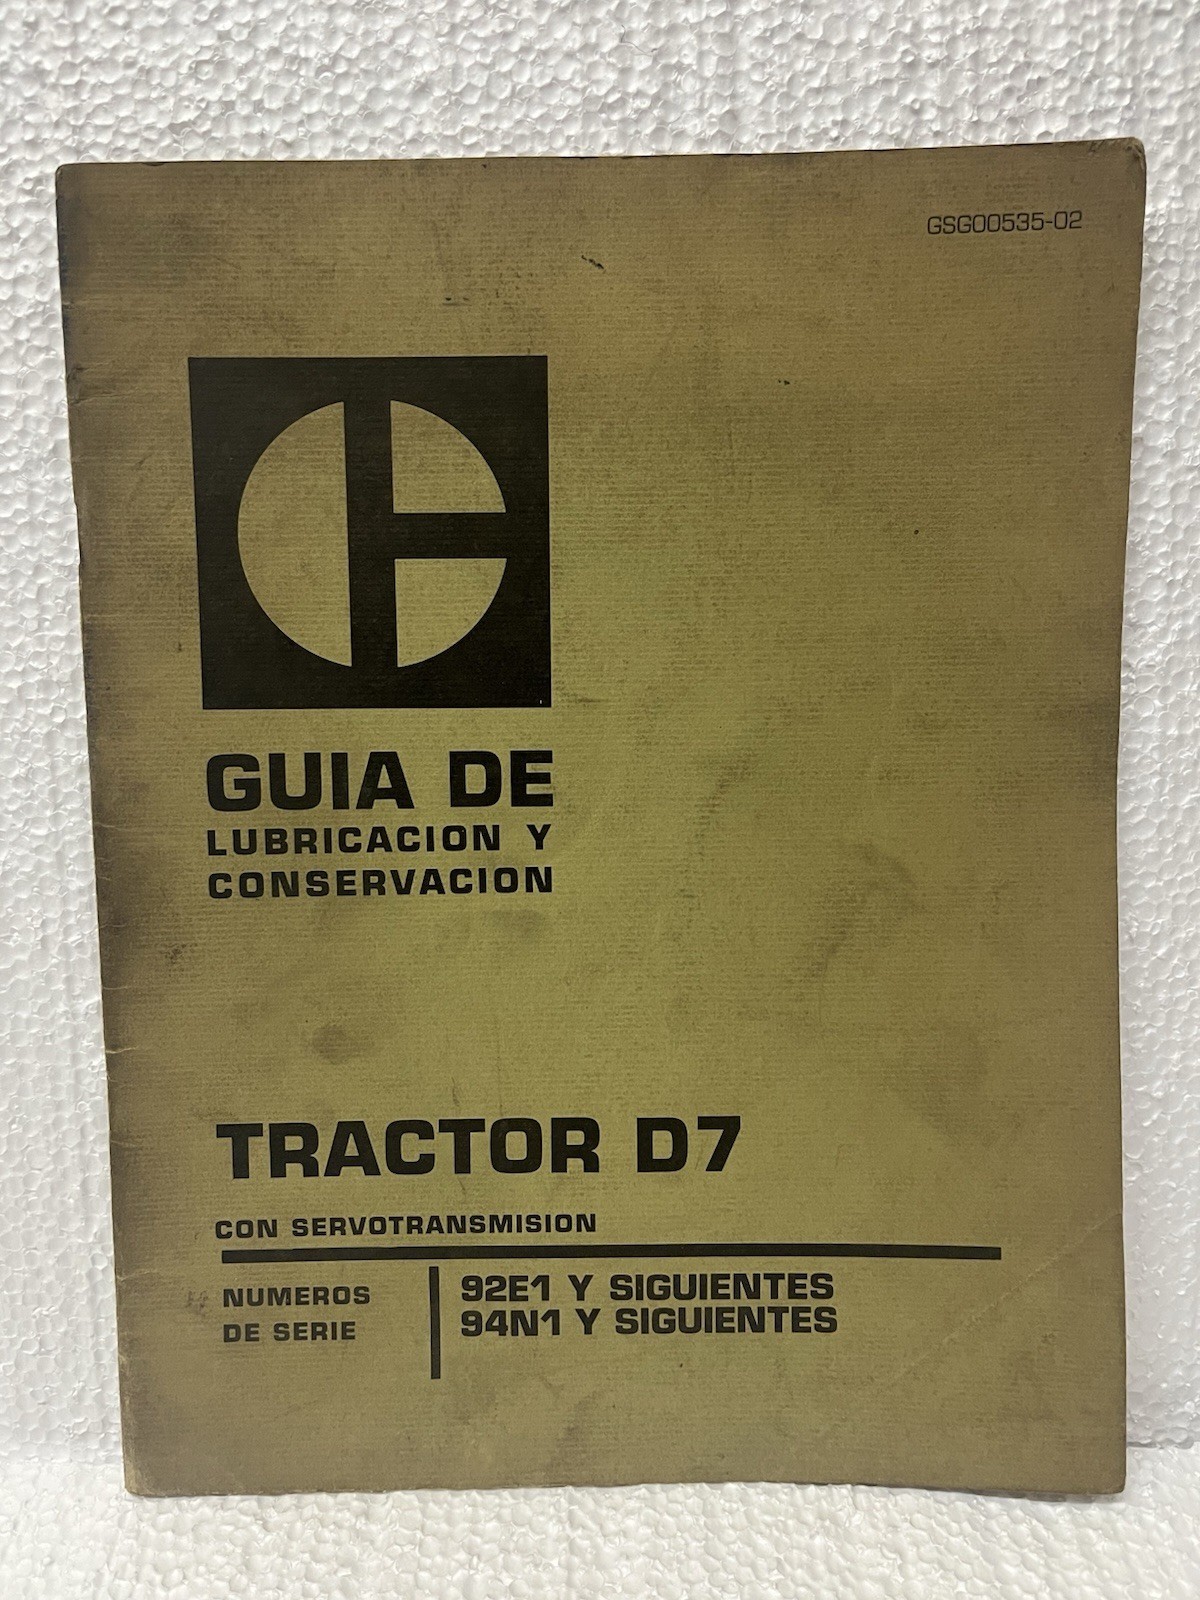 GSG00535-02
GUIA DE
LUBRICACION Y
CONSERVACION
TRACTOR D7
CON SERVOTRANSMISION
NUMEROS
DE SERIE
92E1 Y SIGUIENTES
94N1 Y SIGUIENTES